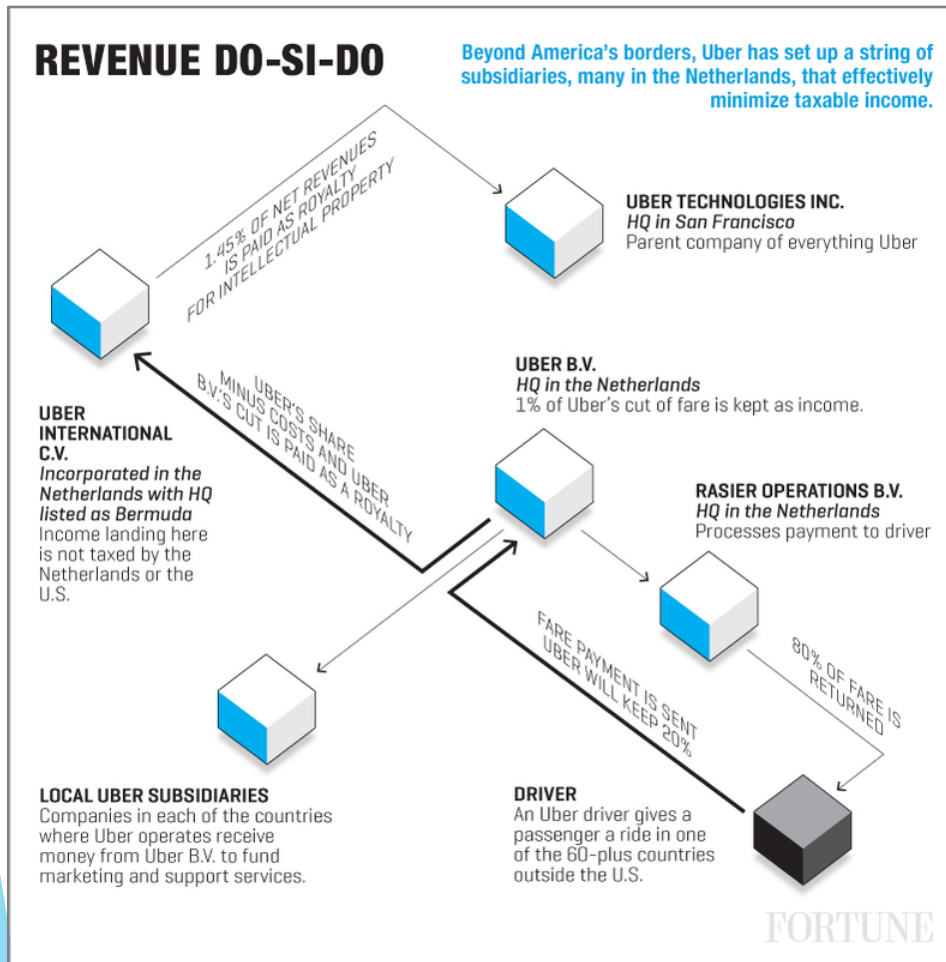 REVENUE DO-SI-DO
Beyond America's borders, Uber has set up a string of
subsidiaries, many in the Netherlands, that effectively
minimize taxable income.
1.45% OF NET REVENUES
IS PAID AS ROYALTY
FOR INTELLECTUAL PROPERTY
UBER TECHNOLOGIES INC.
HQ in San Francisco
Parent company of everything Uber
UBER'S SHARE
MINUS COSTS AND UBER
B.V.'S CUT IS PAID AS A ROYALTY
UBER B.V.
HQ in the Netherlands
1% of Uber's cut of fare is kept as income.
UBER
INTERNATIONAL
C.V.
Incorporated in the
Netherlands with HQ
listed as Bermuda
Income landing here
is not taxed by the
Netherlands or the
U.S.
RASIER OPERATIONS B.V.
HQ in the Netherlands
Processes payment to driver
FARE PAYMENT IS SENT
UBER WILL KEEP 20%
80% OF FARE IS
RETURNED
LOCAL UBER SUBSIDIARIES
Companies in each of the countries
where Uber operates receive
money from Uber B.V. to fund
marketing and support services.
DRIVER
An Uber driver gives a
passenger a ride in one
of the 60-plus countries
outside the U.S.
FORTUNE